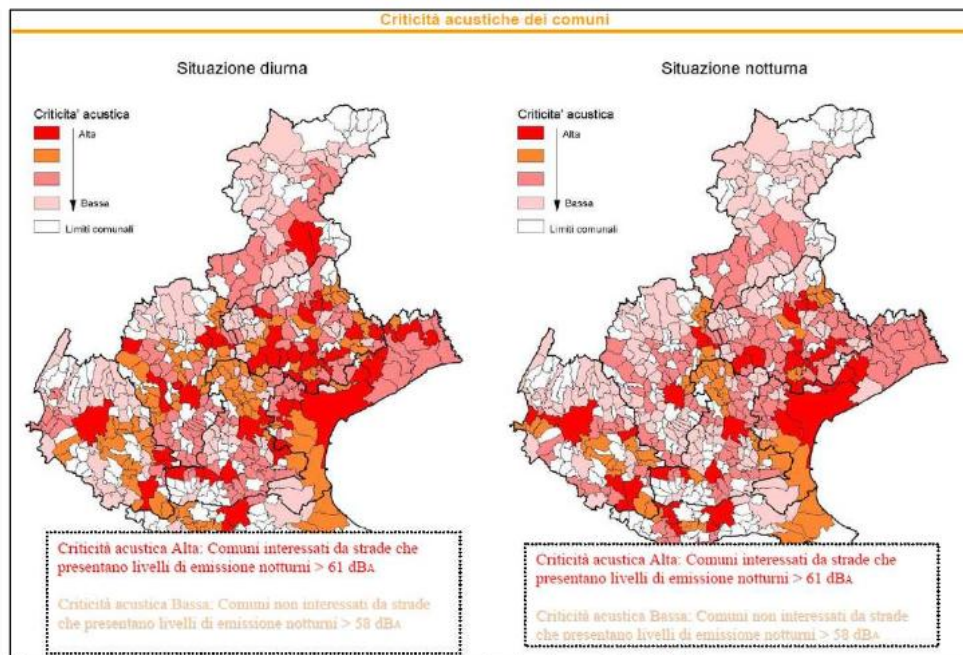 Criticità acustiche dei comuni
Situazione diurna
Criticita' acustica
Alta
Bassa
Limiti comunali
Criticità acustica Alta: Comuni interessati da strade che
presentano livelli di emissione notturni > 61 dBA
Criticità acustica Bassa: Comuni non interessati da strade
che presentano livelli di emissione notturni > 58 dBA
Situazione notturna
Criticita' acustica
Alta
Bassa
Limiti comunali
Criticità acustica Alta: Comuni interessati da strade che
presentano livelli di emissione notturni > 61 dBA
Criticità acustica Bassa: Comuni non interessati da strade
che presentano livelli di emissione notturni > 58 dBA